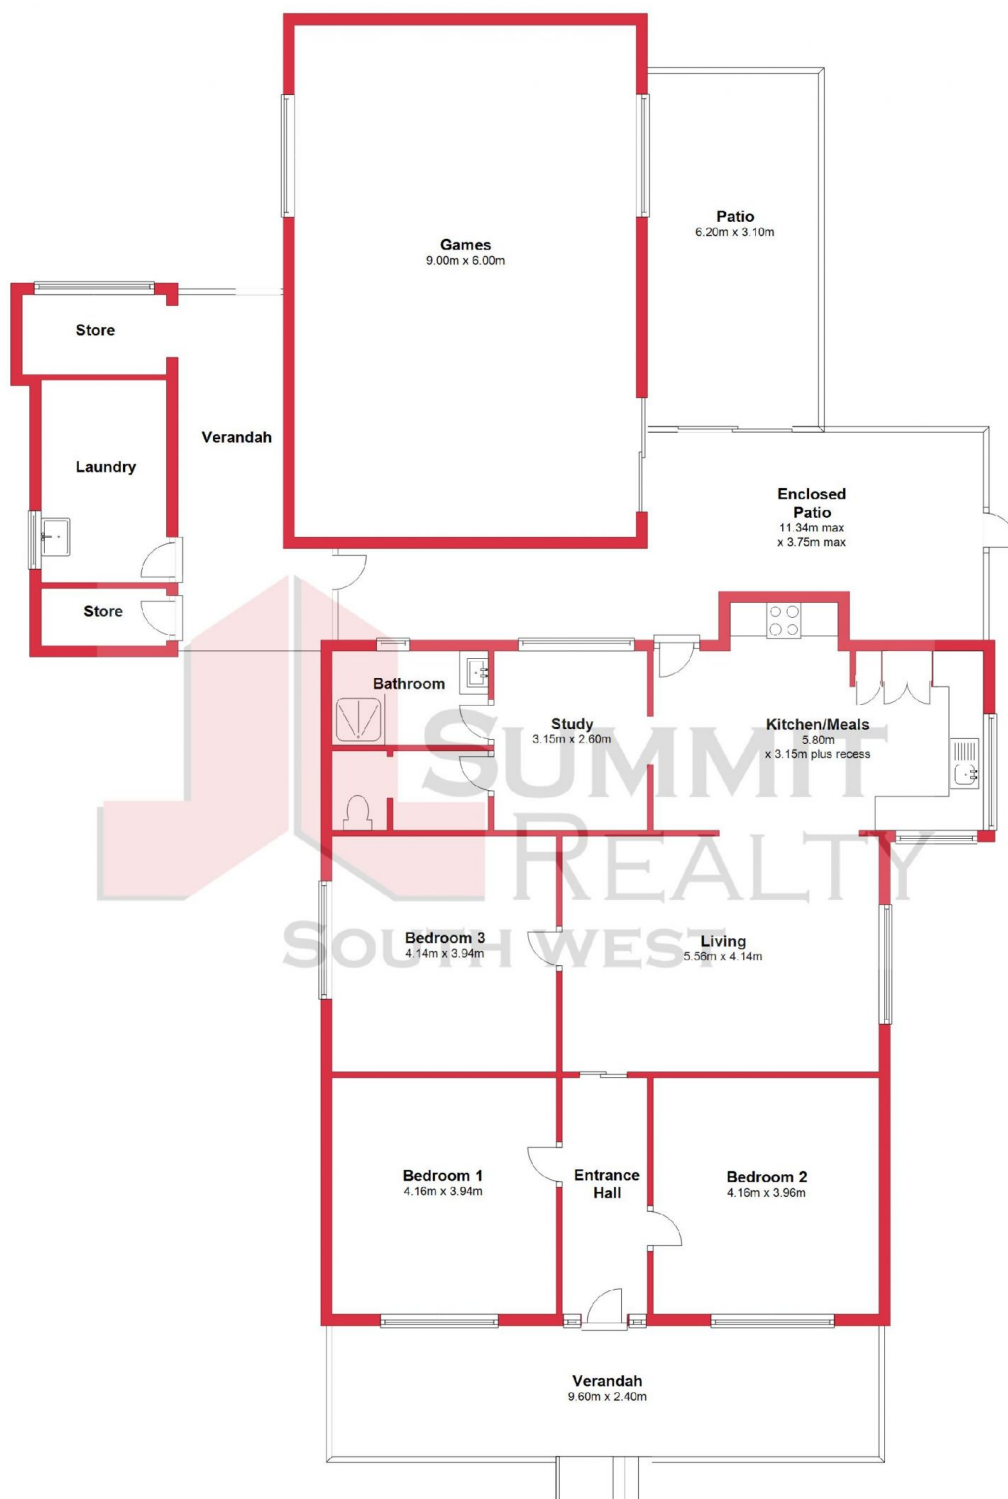 Games
9.00m x 6.00m
Patio
6.20m x 3.10m
Store
Verandah
Laundry
Enclosed
Patio
11.34m max
x 3.75m max
Store
Bathroom
Study
3.15m x 2.60m
Kitchen/Meals
5.80m
x 3.15m plus recess
SUMMIT
REALTY
SOUTH WEST
Bedroom 3
4.14m x 3.94m
Living
5.56m x 4.14m
Bedroom 1
4.16m x 3.94m
Entrance
Hall
Bedroom 2
4.16m x 3.96m
Verandah
9.60m x 2.40m